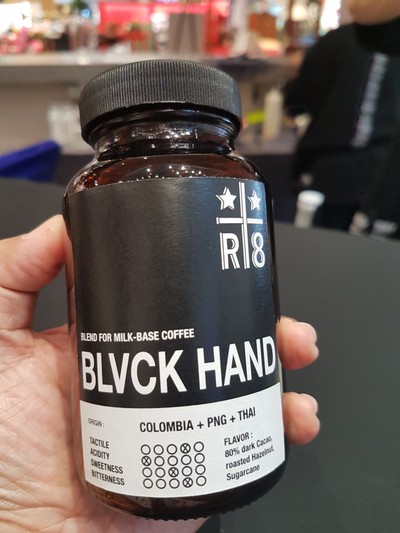 R 8
BLEND FOR MILK-BASE COFFEE
BLVCK HAND
ORIGIN :
COLOMBIA + PNG + THAI
TACTILE
ACIDITY
SWEETNESS
BITTERNESS
FLAVOR :
80% dark Cacao,
roasted Hazelnut,
Sugarcane